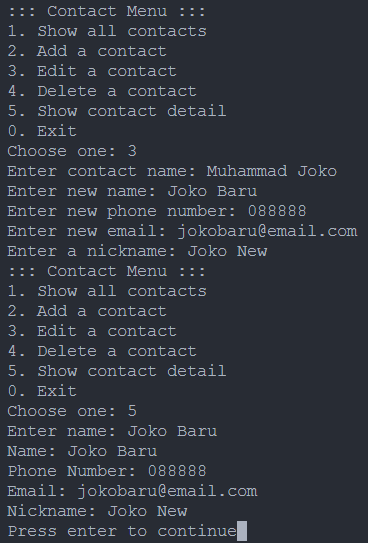 ::: Contact Menu :::
1. Show all contacts
2. Add a contact
3. Edit a contact
4. Delete a contact
5. Show contact detail
0. Exit
Choose one: 3
Enter contact name: Muhammad Joko
Enter new name: Joko Baru
Enter new phone number: 088888
Enter new email: jokobaru@email.com
Enter a nickname: Joko New
::: Contact Menu :::
1. Show all contacts
2. Add a contact
3. Edit a contact
4. Delete a contact
5. Show contact detail
0. Exit
Choose one: 5
Enter name: Joko Baru
Name: Joko Baru
Phone Number: 088888
Email: jokobaru@email.com
Nickname: Joko New
Press enter to continue